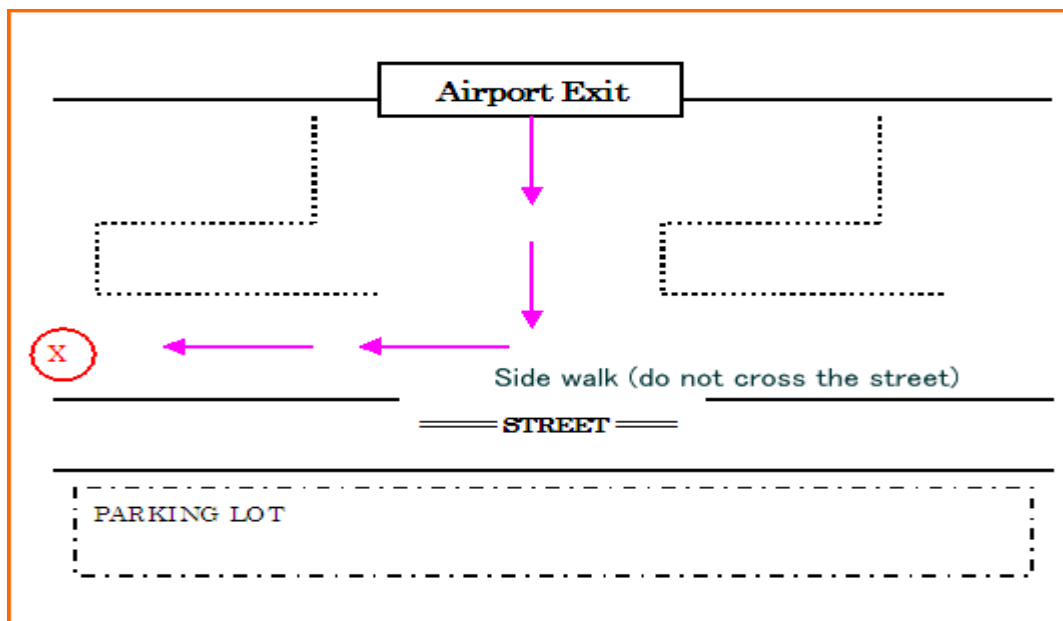 Airport Exit
X
Side walk (do not cross the street)
STREET
PARKING LOT